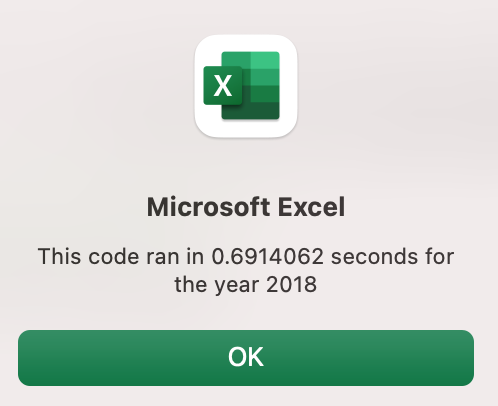 X
Microsoft Excel
This code ran in 0.6914062 seconds for
the year 2018
OK